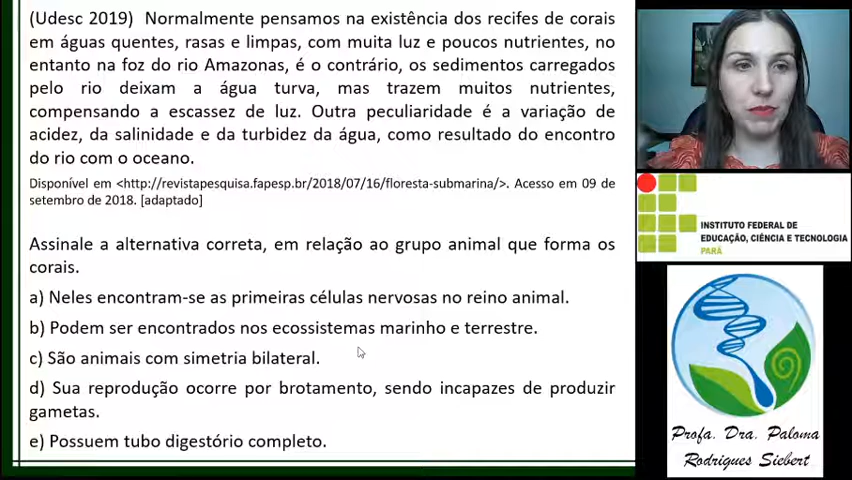 (Udesc 2019) Normalmente pensamos na existência dos recifes de corais
em águas quentes, rasas e limpas, com muita luz e poucos nutrientes, no
entanto na foz do rio Amazonas, é o contrário, os sedimentos carregados
pelo rio deixam a água turva, mas trazem muitos nutrientes,
compensando a escassez de luz. Outra peculiaridade é a variação de
acidez, da salinidade e da turbidez da água, como resultado do encontro
do rio com o oceano.
Disponível em <http://revistapesquisa.fapesp.br/2018/07/16/floresta-submarina/>. Acesso em 09 de
setembro de 2018. [adaptado]
Assinale a alternativa correta, em relação ao grupo animal que forma os
corais.
a) Neles encontram-se as primeiras células nervosas no reino animal.
b) Podem ser encontrados nos ecossistemas marinho e terrestre.
c) São animais com simetria bilateral.
d) Sua reprodução ocorre por brotamento, sendo incapazes de produzir
gametas.
e) Possuem tubo digestório completo.
INSTITUTO FEDERAL DE
EDUCAÇÃO, CIÊNCIA E TECNOLOGIA
PARÁ
Profa. Dra. Paloma
Rodrigues Siebert